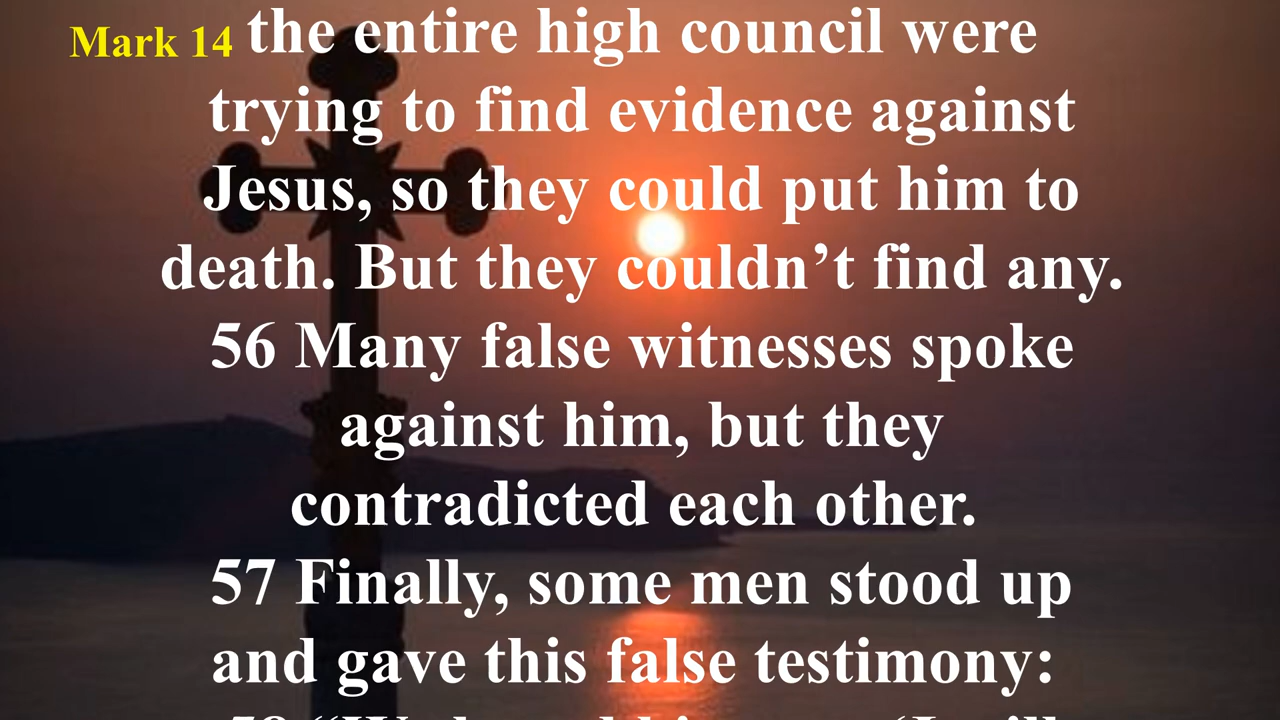 Mark 14
the entire high council were
trying to find evidence against
Jesus, so they could put him to
death. But they couldn’t find any.
56 Many false witnesses spoke
against him, but they
contradicted each other.
57 Finally, some men stood up
and gave this false testimony: